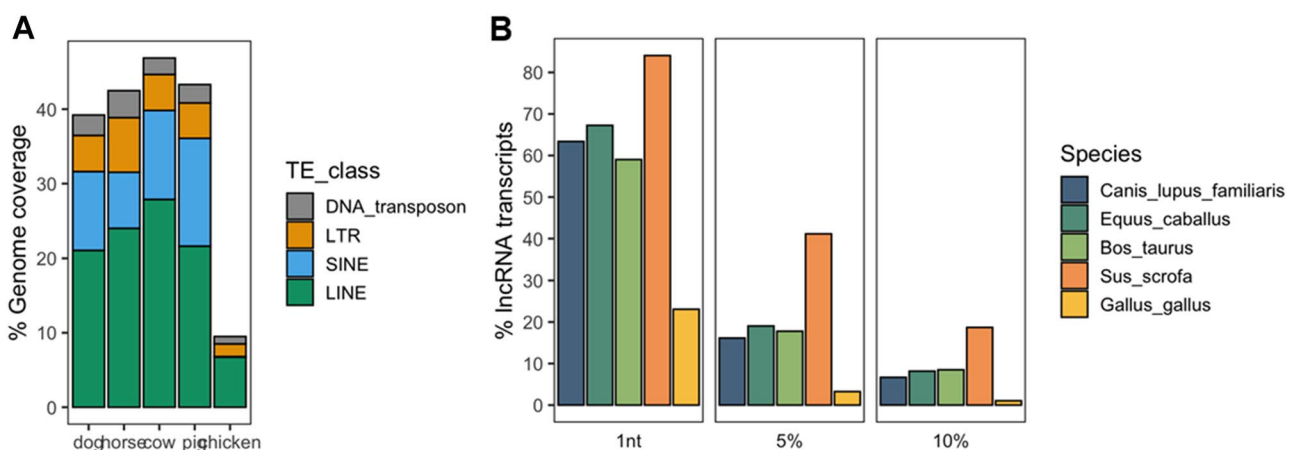 A
% Genome coverage
40
30
20
10
0
dog horse cow pig chicken
TE_class
DNA_transposon
LTR
SINE
LINE
B
% lncRNA transcripts
80
70
60
50
40
30
20
10
0
1nt 5% 10%
Species
Canis_lupus_familiaris
Equus_caballus
Bos_taurus
Sus_scrofa
Gallus_gallus